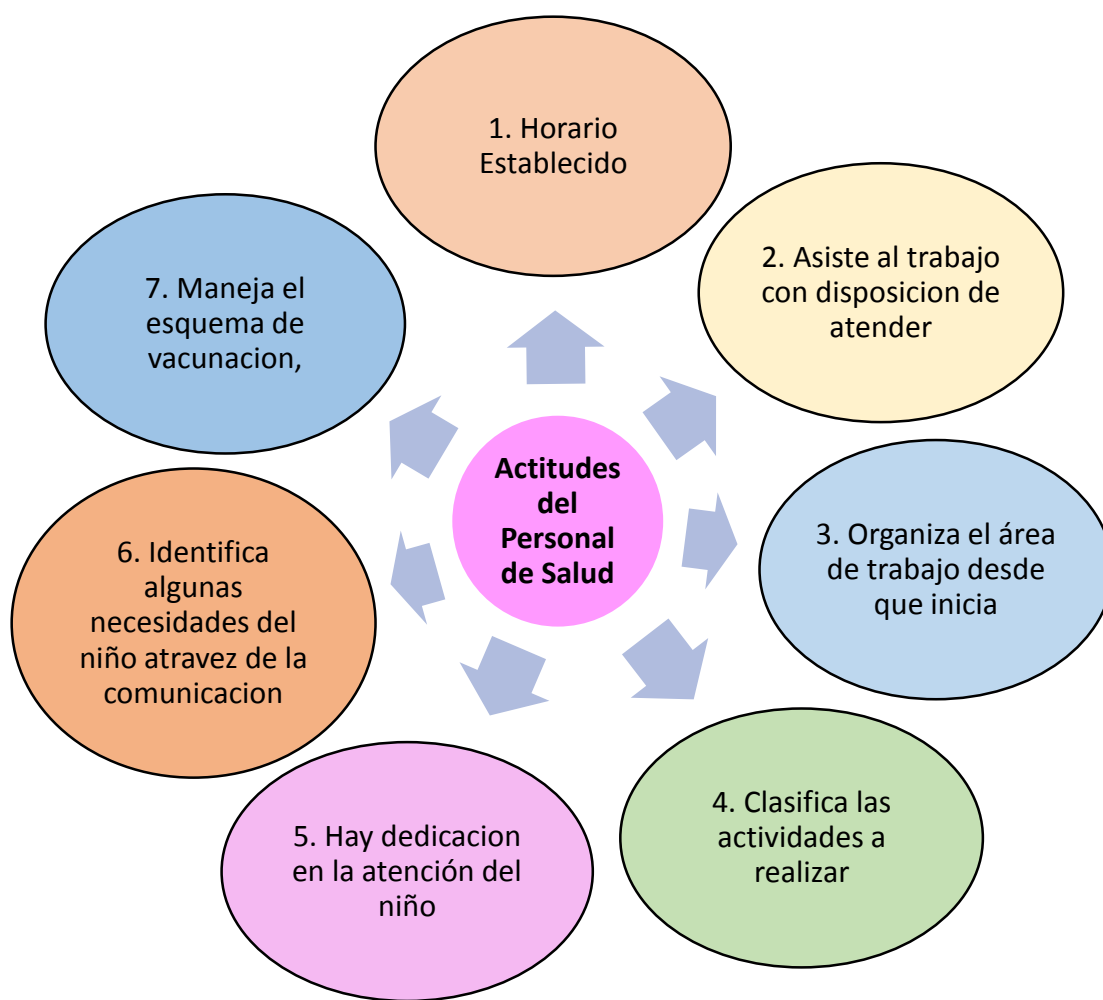 1. Horario
Establecido
2. Asiste al trabajo
con disposicion de
atender
3. Organiza el área
de trabajo desde
que inicia
4. Clasifica las
actividades a
realizar
5. Hay dedicacion
en la atención del
niño
6. Identifica
algunas
necesidades del
niño atravez de la
comunicacion
7. Maneja el
esquema de
vacunacion,
Actitudes
del
Personal
de Salud